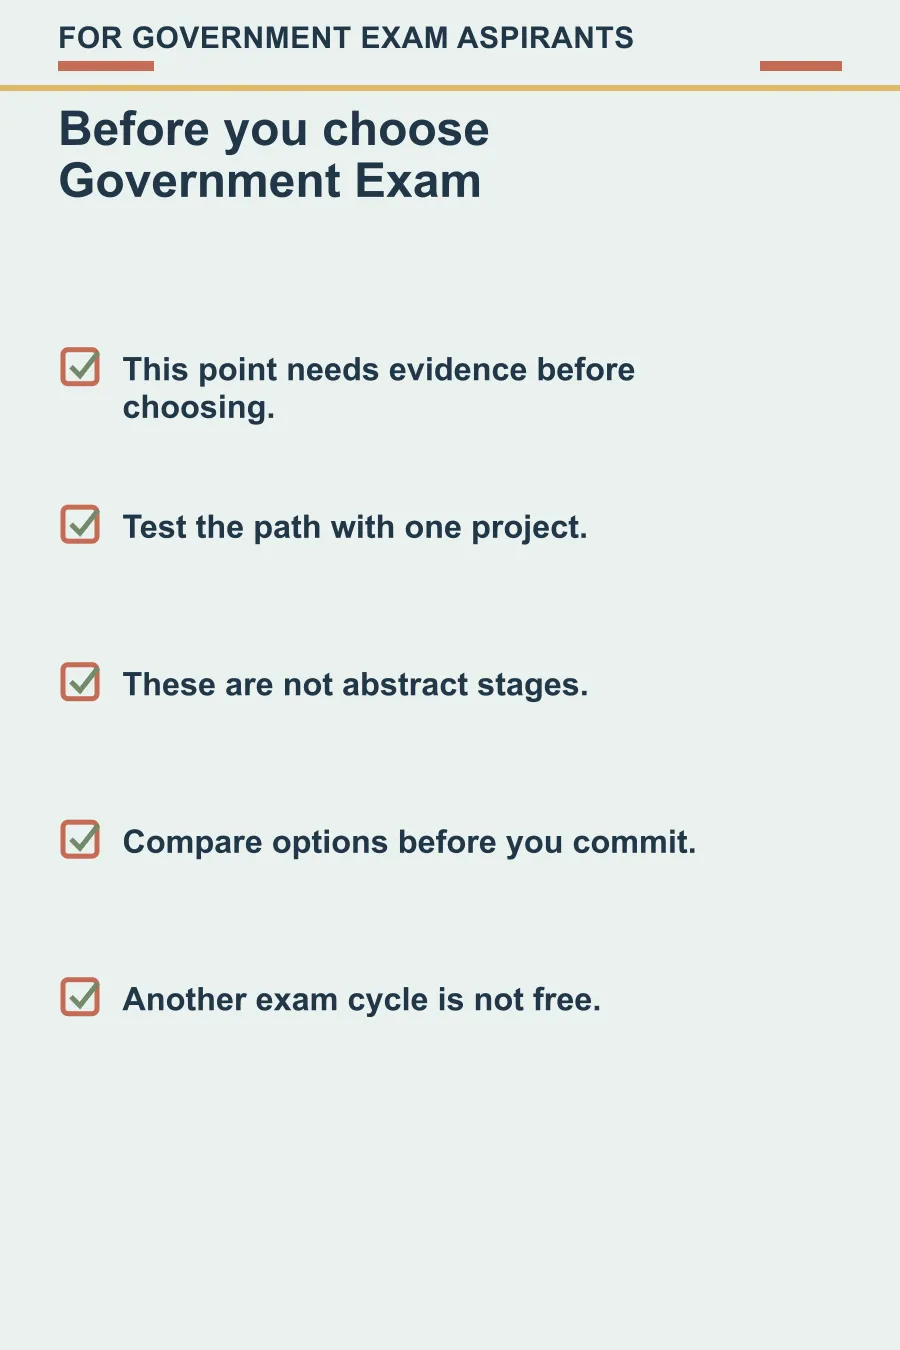 FOR GOVERNMENT EXAM ASPIRANTS
Before you choose
Government Exam
This point needs evidence before
choosing.
Test the path with one project.
These are not abstract stages.
Compare options before you commit.
Another exam cycle is not free.